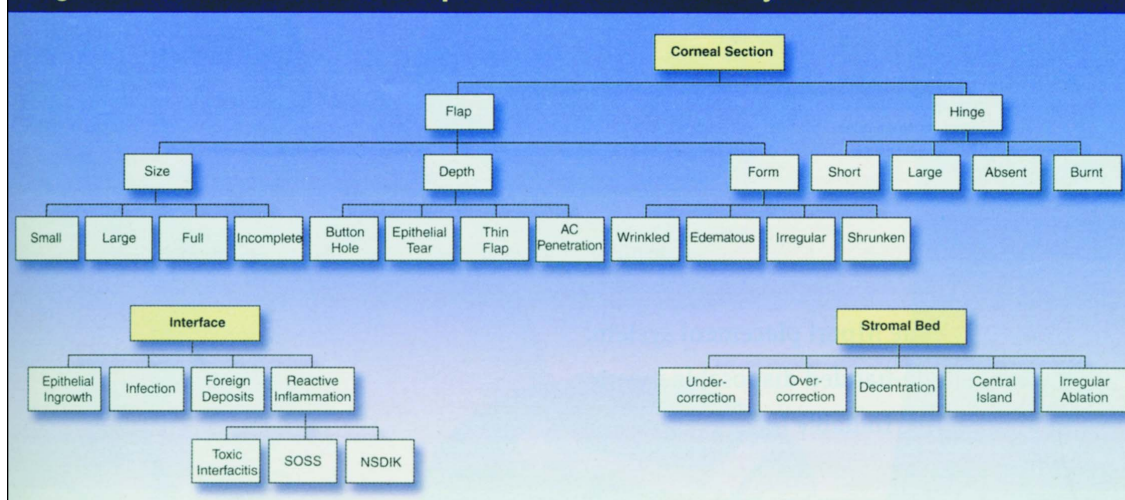 Corneal Section
Flap
Hinge
Size
Depth
Form
Short
Large
Absent
Burnt
Small
Large
Full
Incomplete
Button
Hole
Epithelial
Tear
Thin
Flap
AC
Penetration
Wrinkled
Edematous
Irregular
Shrunken
Interface
Stromal Bed
Epithelial
Ingrowth
Infection
Foreign
Deposits
Reactive
Inflammation
Under-
correction
Over-
correction
Decentration
Central
Island
Irregular
Ablation
Toxic
Interfacitis
SOSS
NSDIK